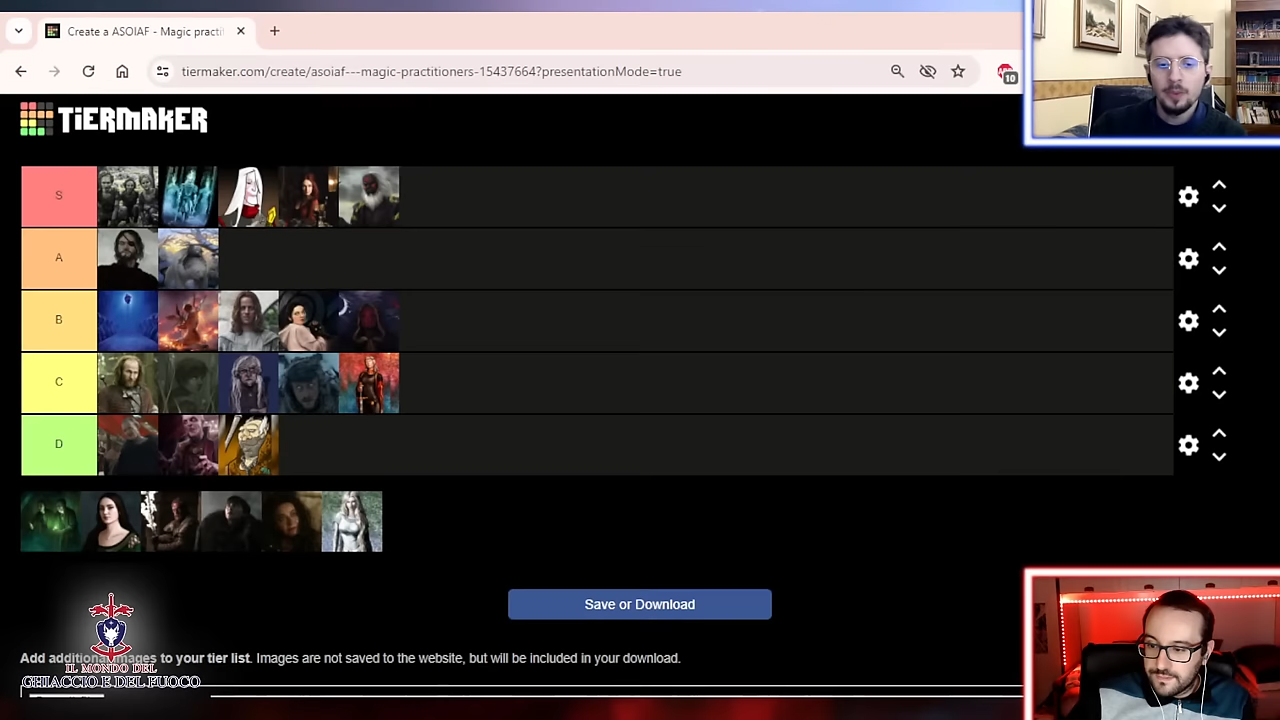 Create a ASOIAF - Magic practi
tiermaker.com/create/asoiaf---magic-practitioners-15437664?presentationMode=true
10
TiERMAKER
S
A
B
C
D
Save or Download
Add additional images to your tier list. Images are not saved to the website, but will be included in your download.
IL MONDO DEL
GHIACCIO E DEL FUOCO